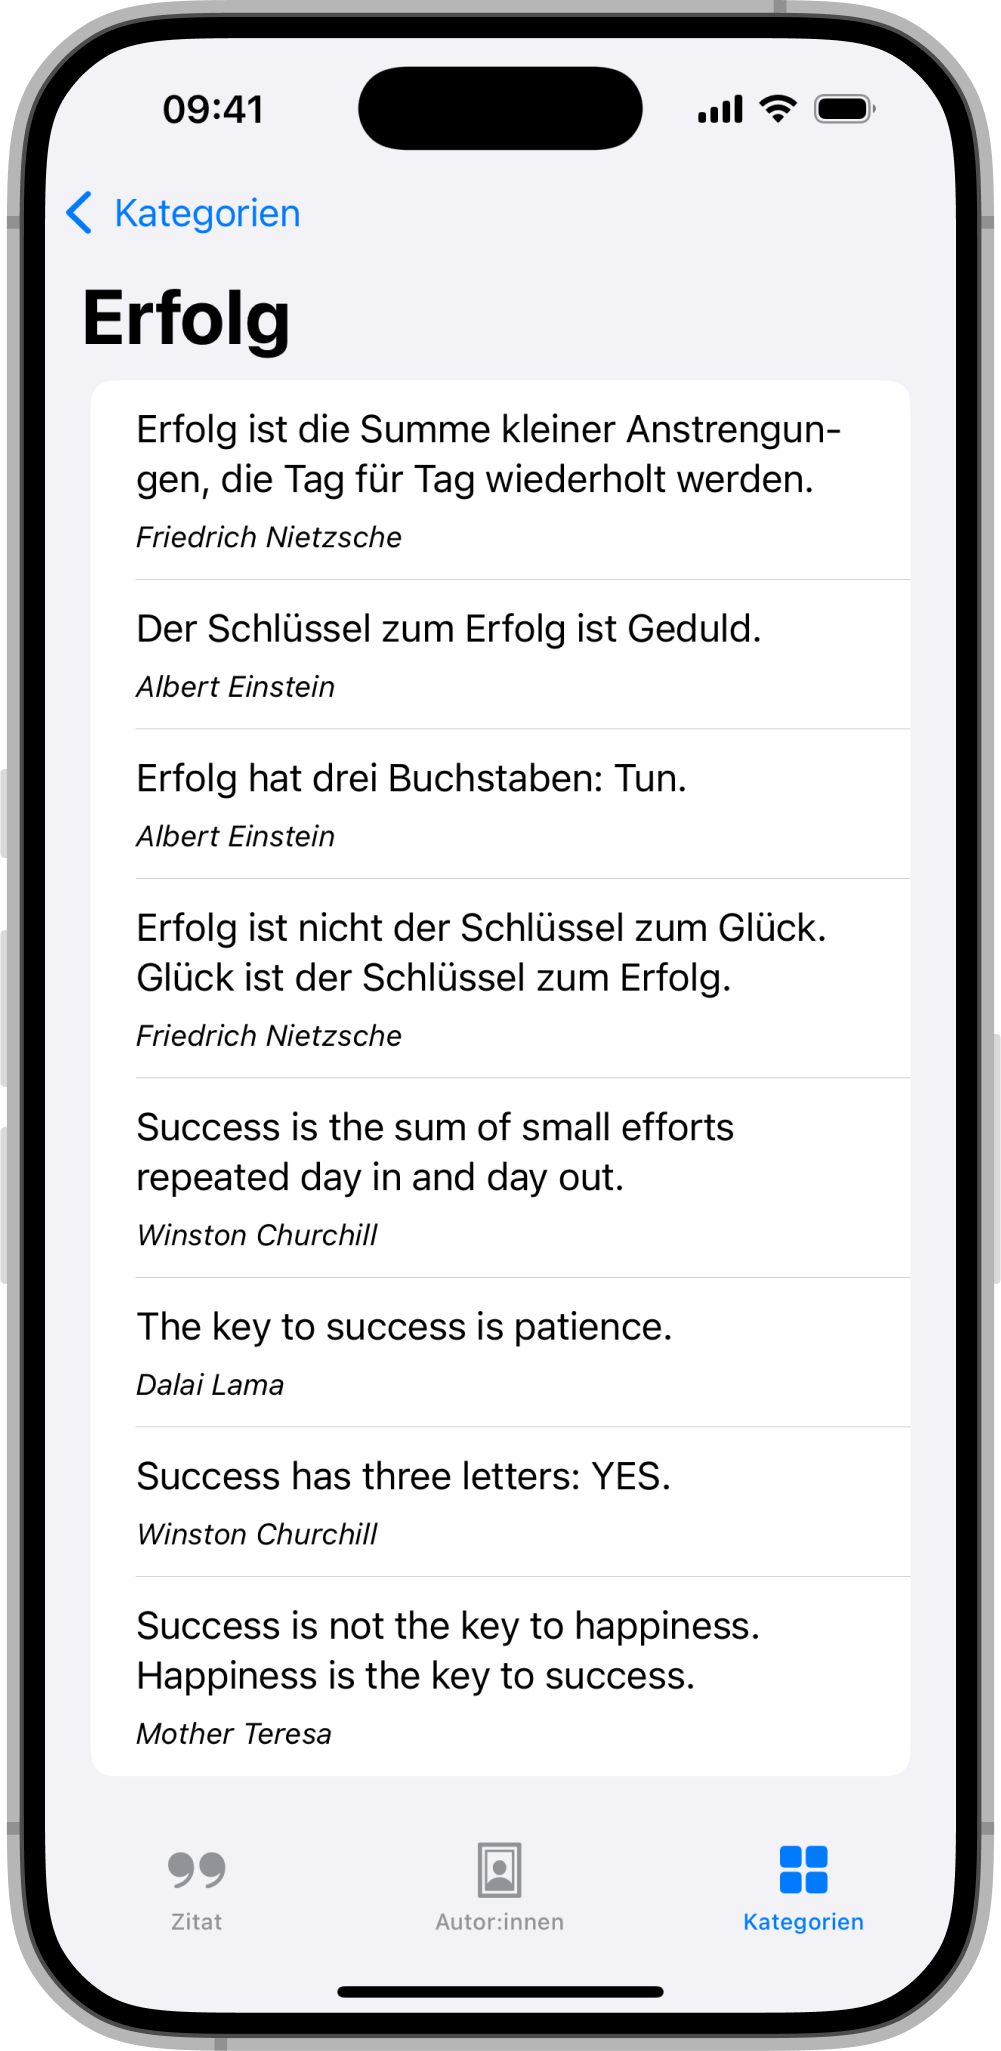 09:41
Kategorien
Erfolg
Erfolg ist die Summe kleiner Anstrengun-
gen, die Tag für Tag wiederholt werden.
Friedrich Nietzsche
Der Schlüssel zum Erfolg ist Geduld.
Albert Einstein
Erfolg hat drei Buchstaben: Tun.
Albert Einstein
Erfolg ist nicht der Schlüssel zum Glück.
Glück ist der Schlüssel zum Erfolg.
Friedrich Nietzsche
Success is the sum of small efforts
repeated day in and day out.
Winston Churchill
The key to success is patience.
Dalai Lama
Success has three letters: YES.
Winston Churchill
Success is not the key to happiness.
Happiness is the key to success.
Mother Teresa
Zitat
Autor:innen
Kategorien